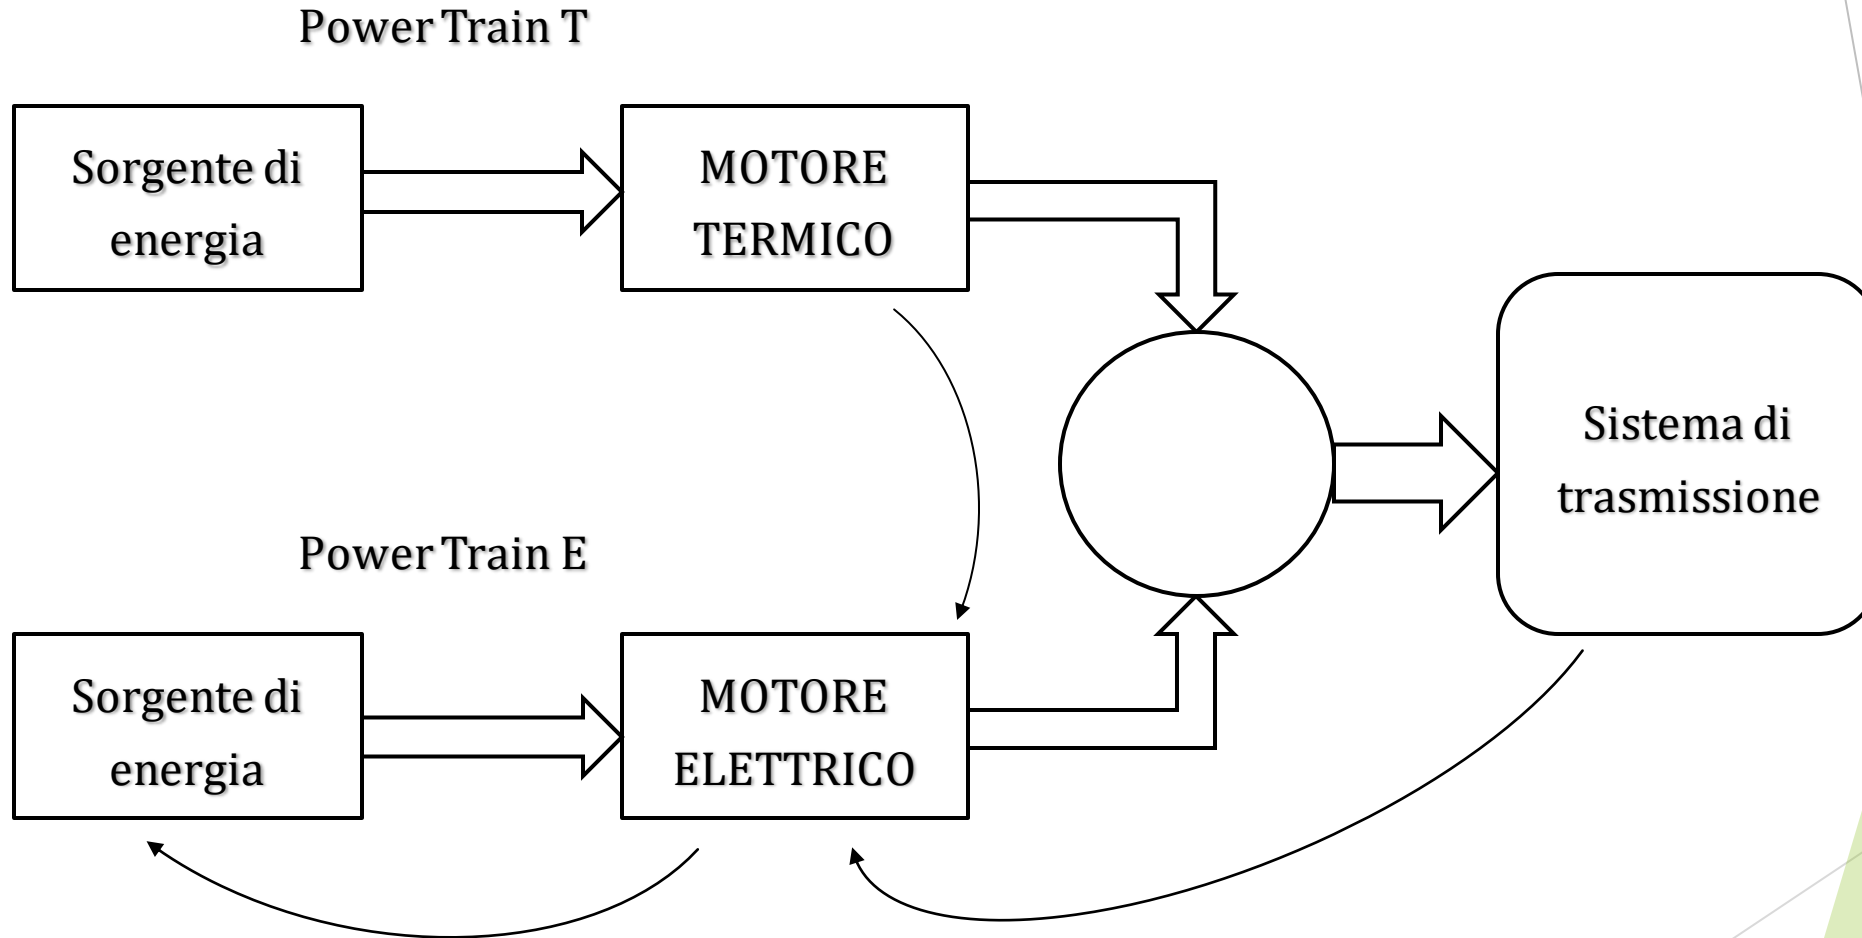 Power Train T
Sorgente di
energia
MOTORE
TERMICO
Sistema di
trasmissione
Power Train E
Sorgente di
energia
MOTORE
ELETTRICO